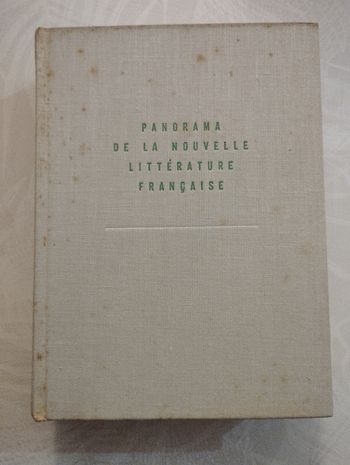 PANORAMA
DE LA NOUVELLE
LITTÉRATURE
FRANÇAISE